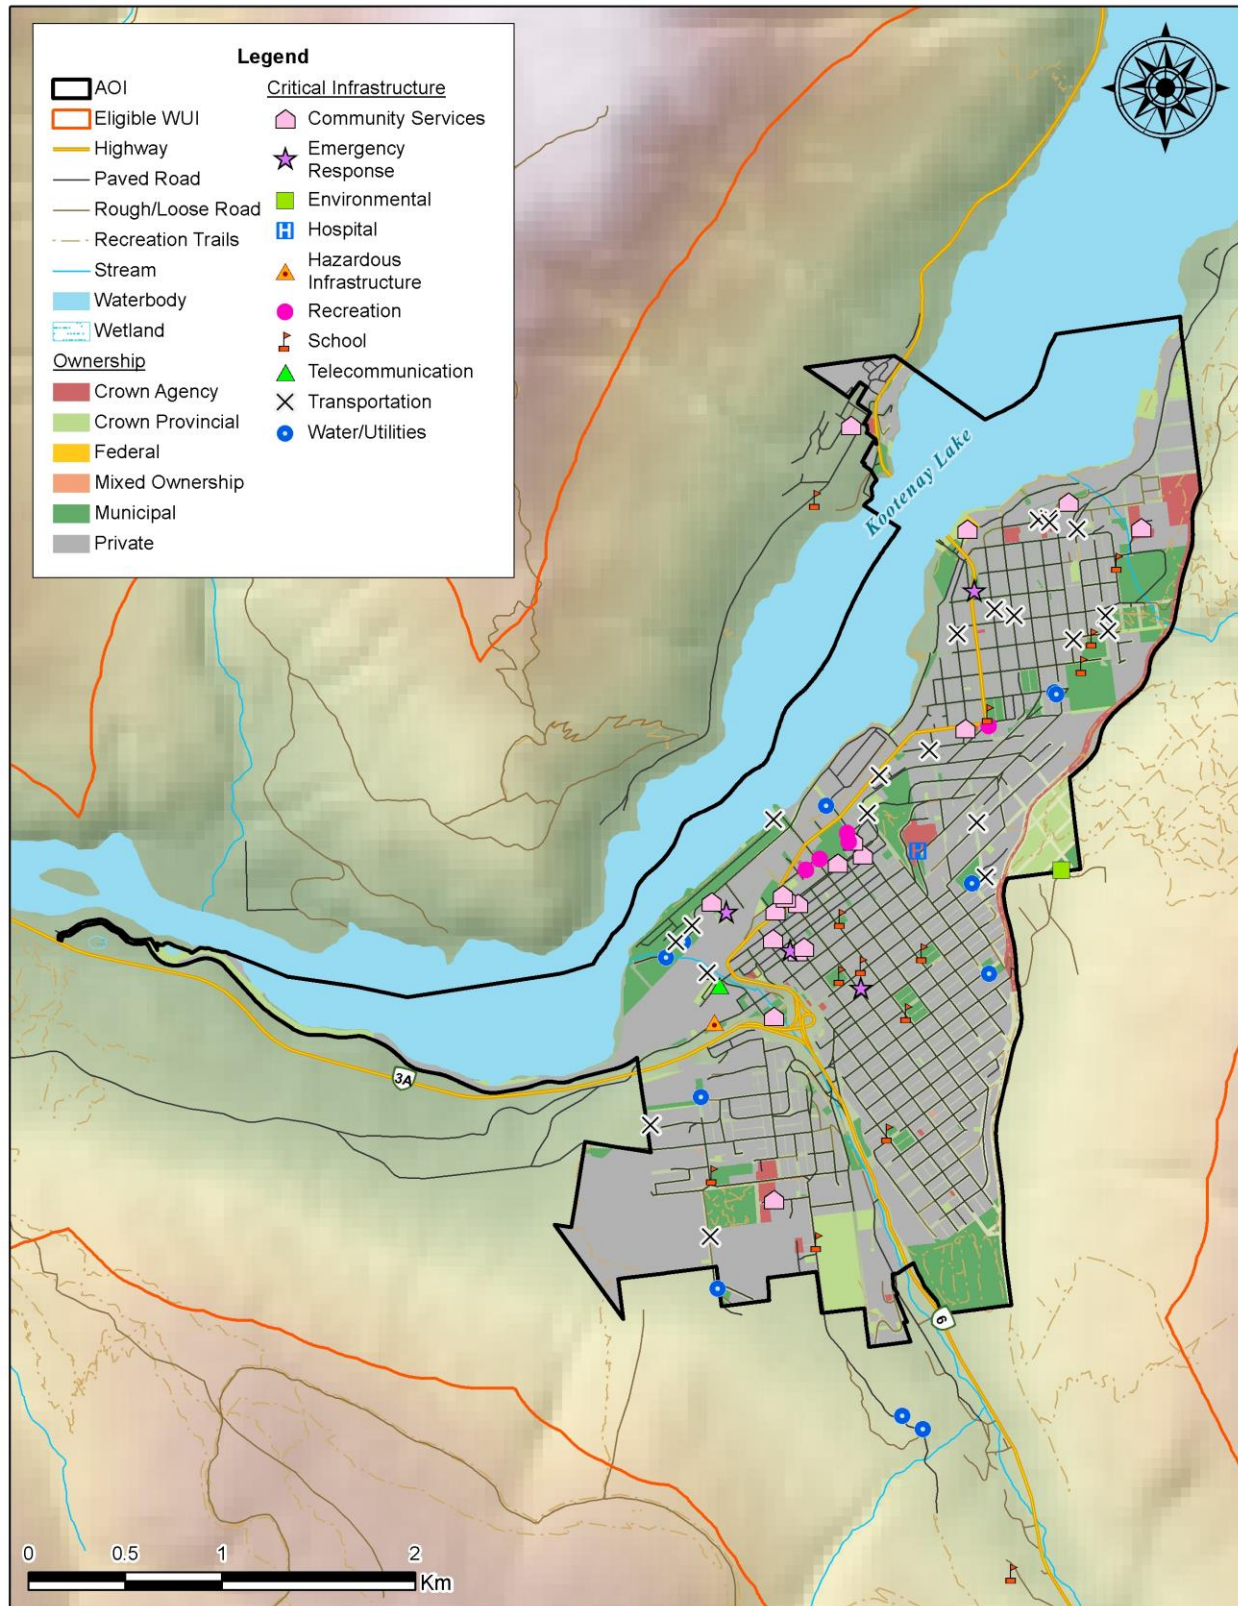 Legend
AOI
Eligible WUI
Highway
Paved Road
Rough/Loose Road
Recreation Trails
Stream
Waterbody
Wetland
Ownership
Crown Agency
Crown Provincial
Federal
Mixed Ownership
Municipal
Private
Critical Infrastructure
Community Services
Emergency
Response
Environmental
H
Hospital
Hazardous
Infrastructure
Recreation
School
Telecommunication
Transportation
Water/Utilities
Kootenay Lake
H
3A
6
0 0.5 1 2
Km